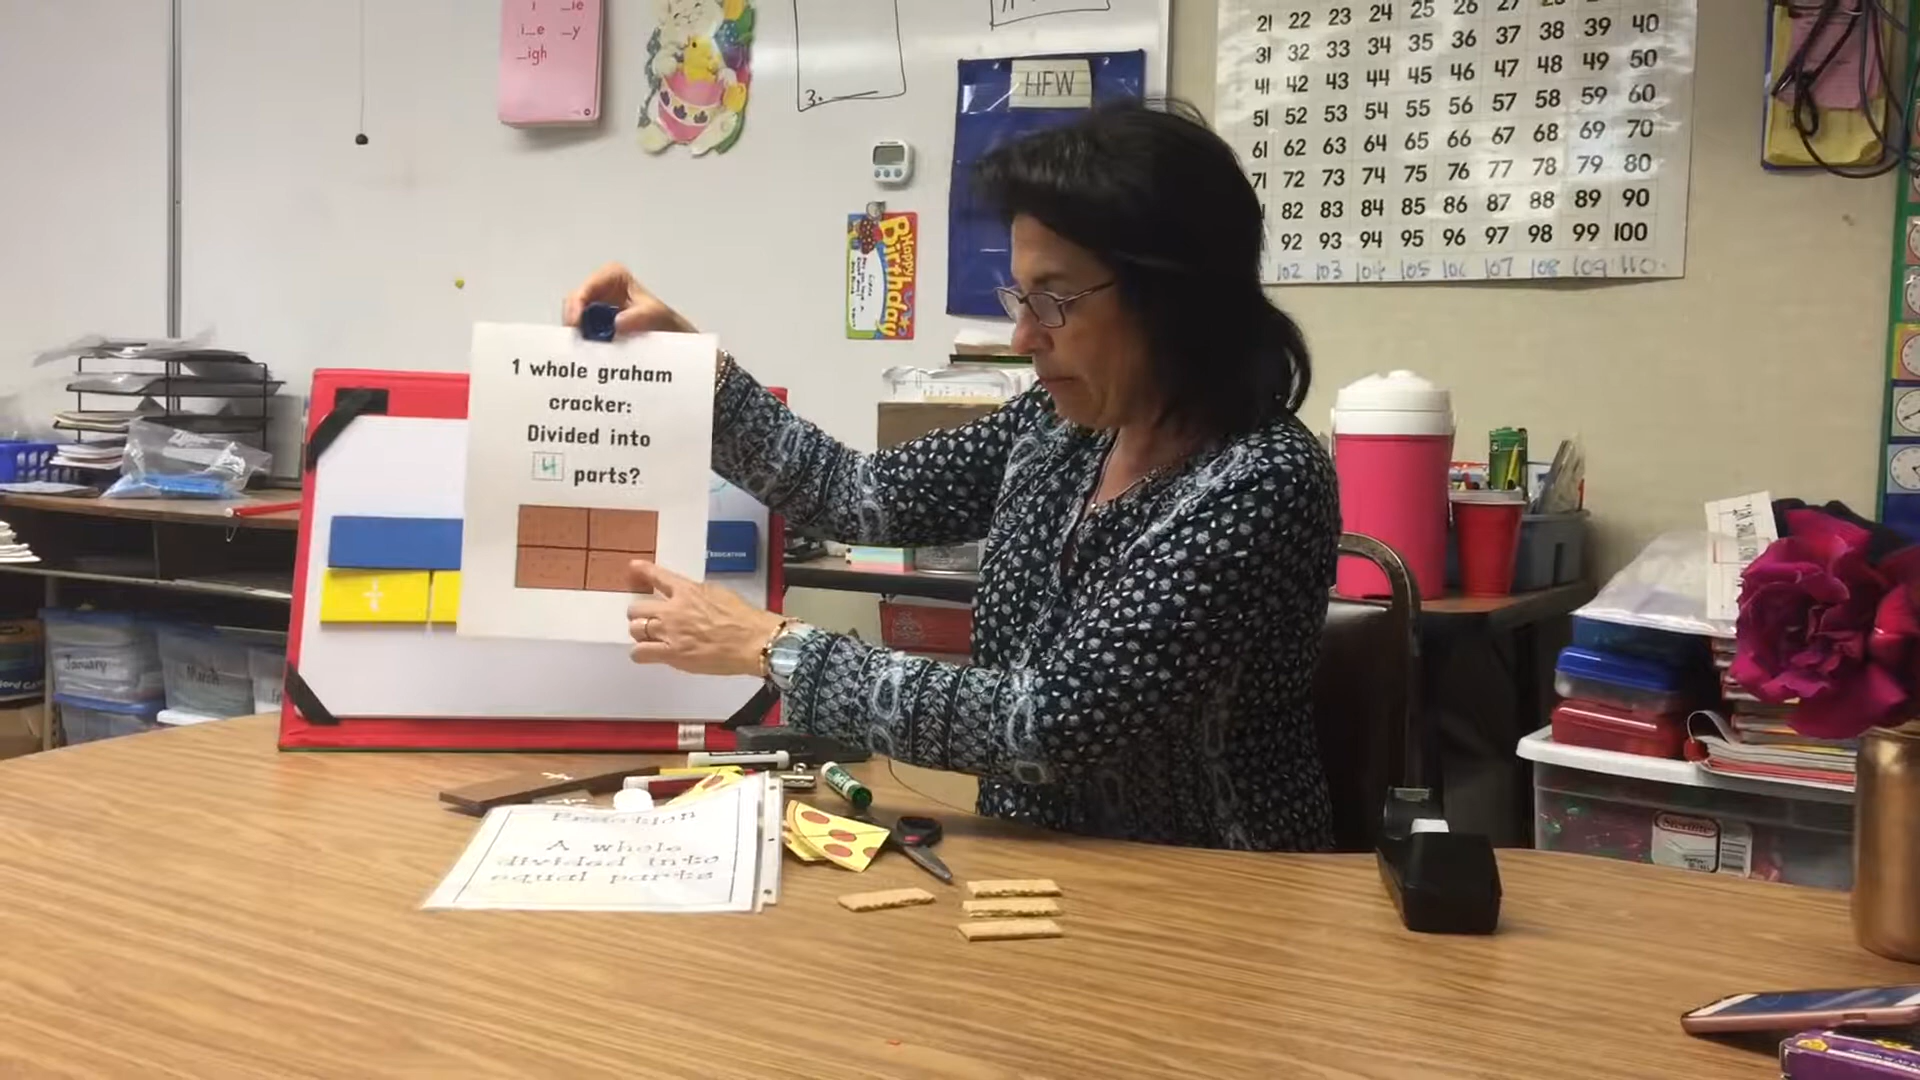 i _ie
i_e _y
_igh
3.
HFW
21 22 23 24 25 26 27
31 32 33 34 35 36 37 38 39 40
41 42 43 44 45 46 47 48 49 50
51 52 53 54 55 56 57 58 59 60
61 62 63 64 65 66 67 68 69 70
71 72 73 74 75 76 77 78 79 80
82 83 84 85 86 87 88 89 90
92 93 94 95 96 97 98 99 100
102 103 104 105 106 107 108 109 110
Happy
Birthday
1 whole graham
cracker:
Divided into
4 parts?
EDUCATION
January
March
A whole
divided into
equal parts
Sterilite